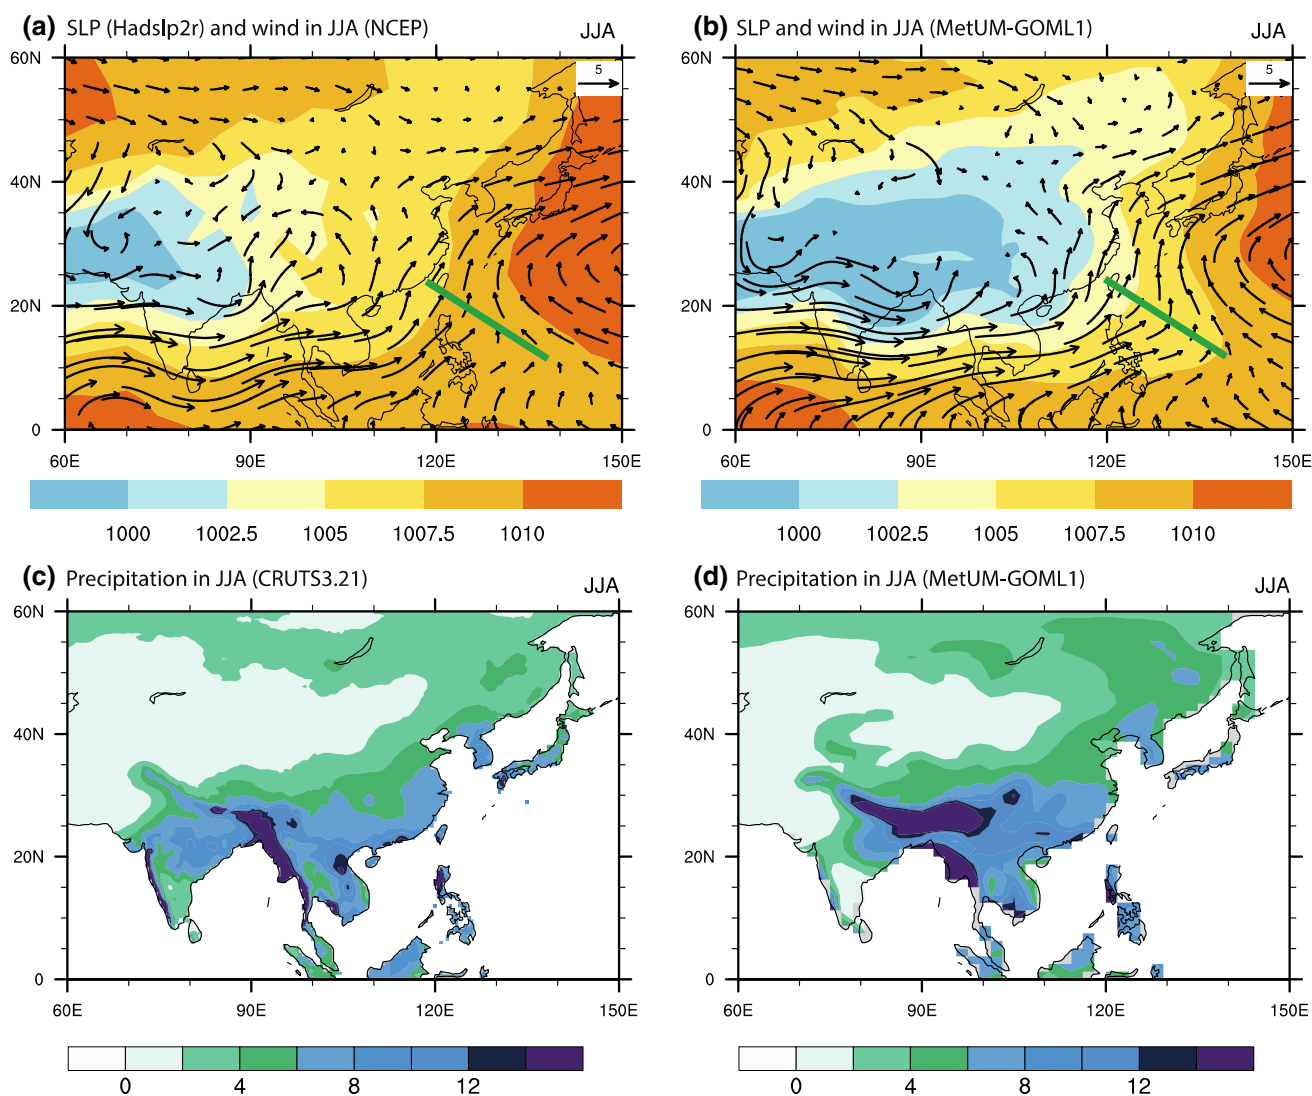 (a) SLP (Hadslp2r) and wind in JJA (NCEP) JJA
5
60N
40N
20N
0
60E 90E 120E 150E
1000 1002.5 1005 1007.5 1010
(b) SLP and wind in JJA (MetUM-GOML1) JJA
5
60N
40N
20N
0
60E 90E 120E 150E
1000 1002.5 1005 1007.5 1010
(c) Precipitation in JJA (CRUTS3.21) JJA
60N
40N
20N
0
60E 90E 120E 150E
0 4 8 12
(d) Precipitation in JJA (MetUM-GOML1) JJA
60N
40N
20N
0
60E 90E 120E 150E
0 4 8 12